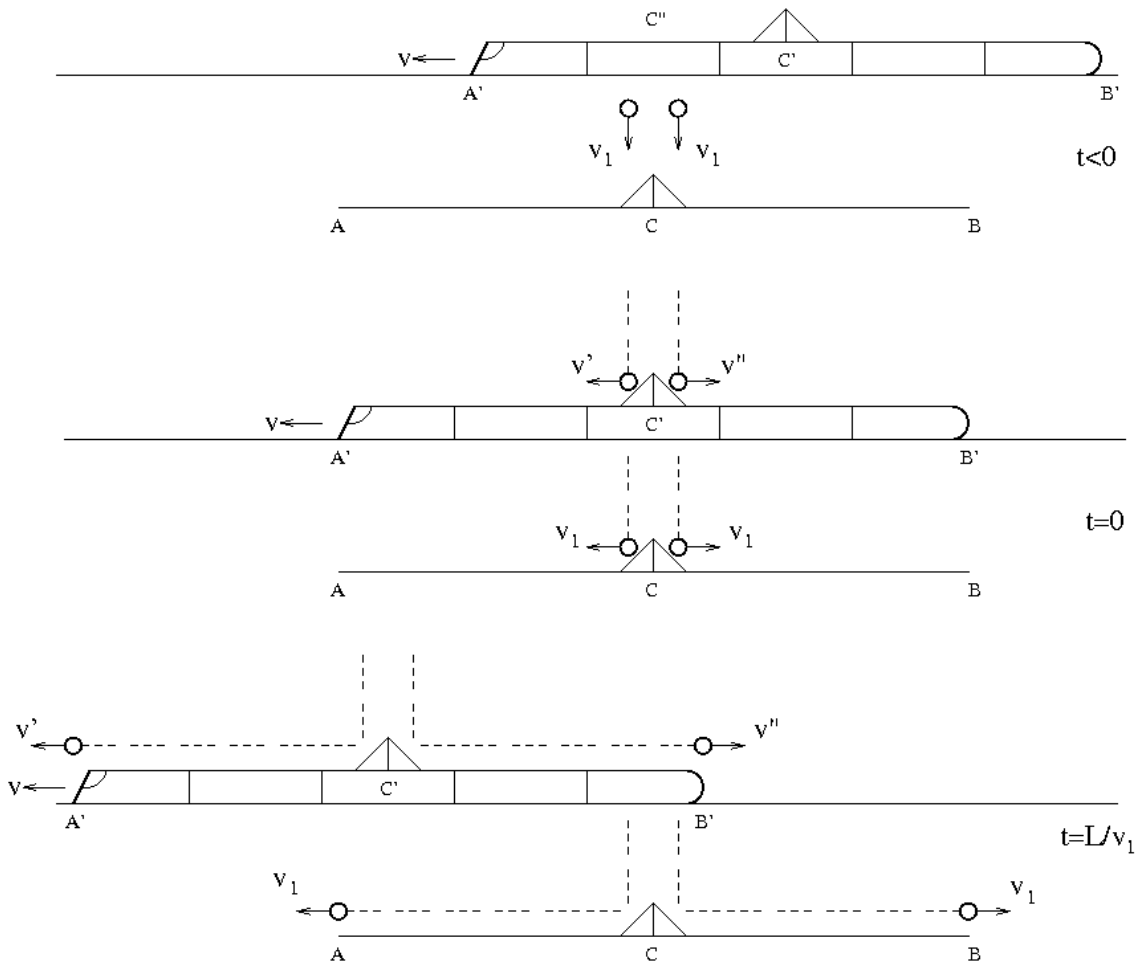 C"
v C'
A' B'
v₁ v₁ t<0
A C B
v' v"
v C'
A' B'
t=0
v₁ v₁
A C B
v' v"
v C'
A' B'
t=L/v₁
v₁ v₁
A C B